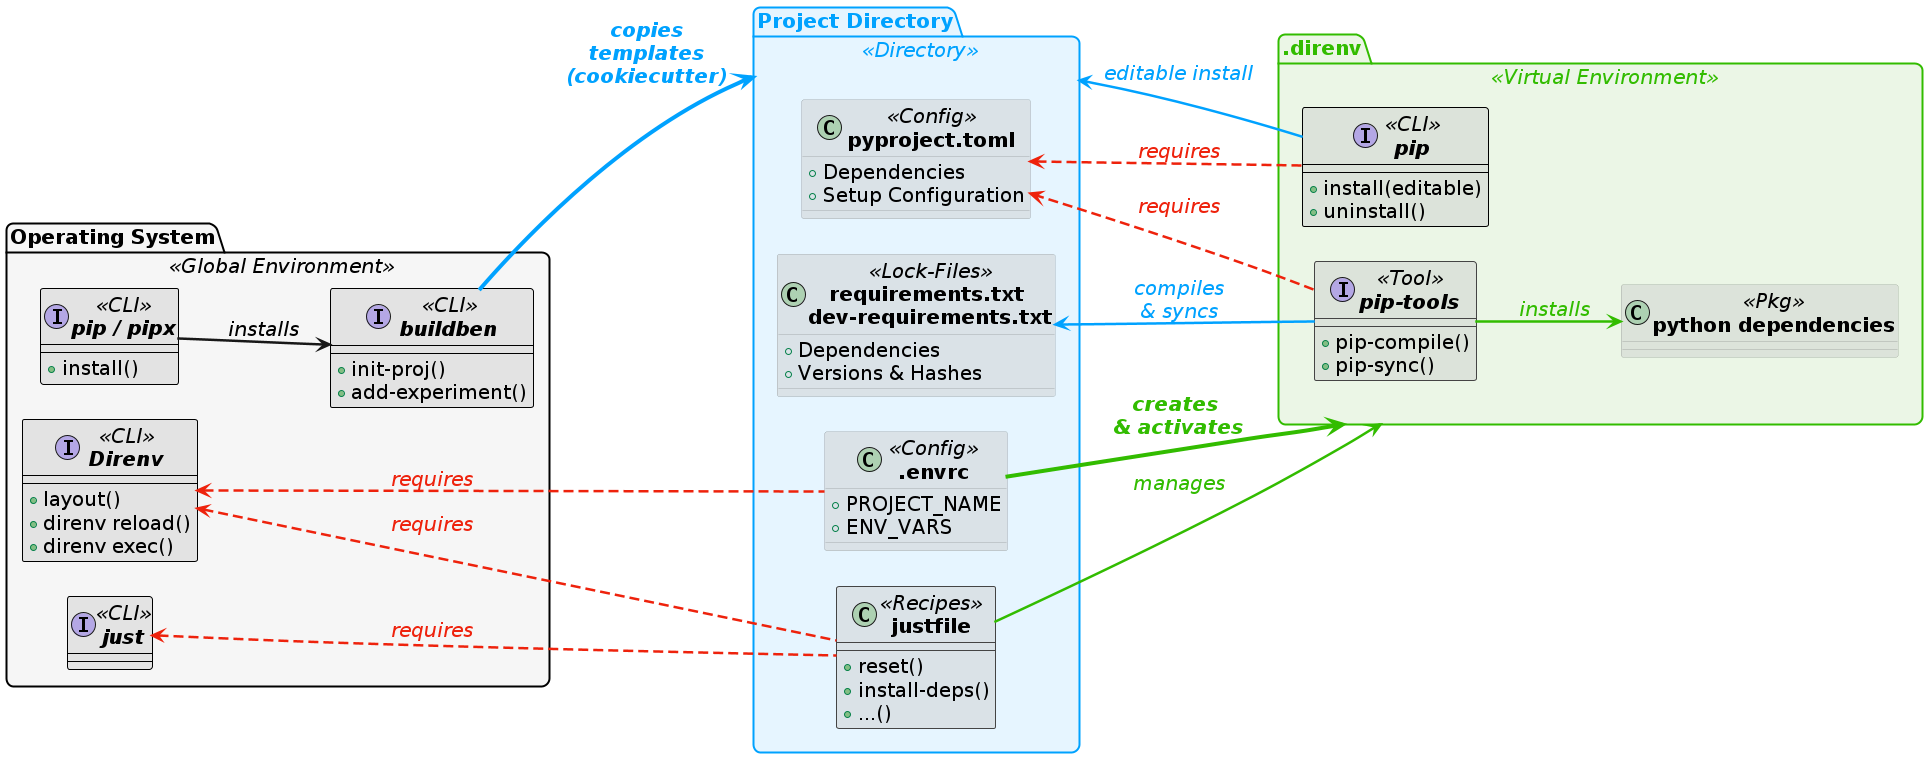 Operating System
«Global Environment»
I
«CLI»
pip / pipx
install()
installs
I
«CLI»
buildben
init-proj()
add-experiment()
I
«CLI»
Direnv
layout()
direnv reload()
direnv exec()
I
«CLI»
just
copies
templates
(cookiecutter)
requires
requires
requires
Project Directory
«Directory»
C
«Config»
pyproject.toml
Dependencies
Setup Configuration
C
«Lock-Files»
requirements.txt
dev-requirements.txt
Dependencies
Versions & Hashes
C
«Config»
.envrc
PROJECT_NAME
ENV_VARS
C
«Recipes»
justfile
reset()
install-deps()
...()
editable install
requires
requires
compiles
& syncs
creates
& activates
manages
.direnv
«Virtual Environment»
I
«CLI»
pip
install(editable)
uninstall()
I
«Tool»
pip-tools
pip-compile()
pip-sync()
installs
C
«Pkg»
python dependencies